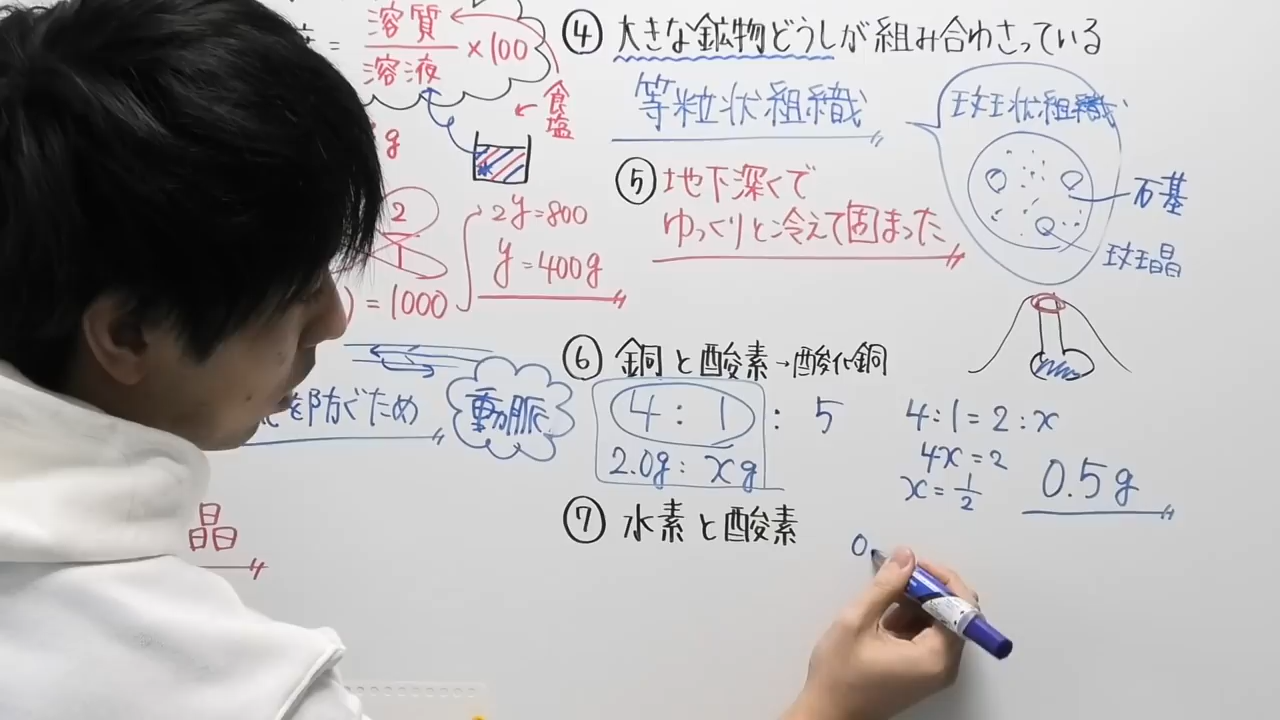 = 溶質/溶液 ×100
食塩
g
2
1
) = 1000
2y=800
y=400g
を防ぐため
動脈
晶
④ 大きな鉱物どうしが組み合わさっている
等粒状組織
斑状組織
石基
斑晶
⑤ 地下深くで
ゆっくりと冷えて固まった
⑥ 銅と酸素→酸化銅
4 : 1 : 5
2.0g : xg
4:1=2:x
4x=2
x=1/2
0.5g
⑦ 水素と酸素
0